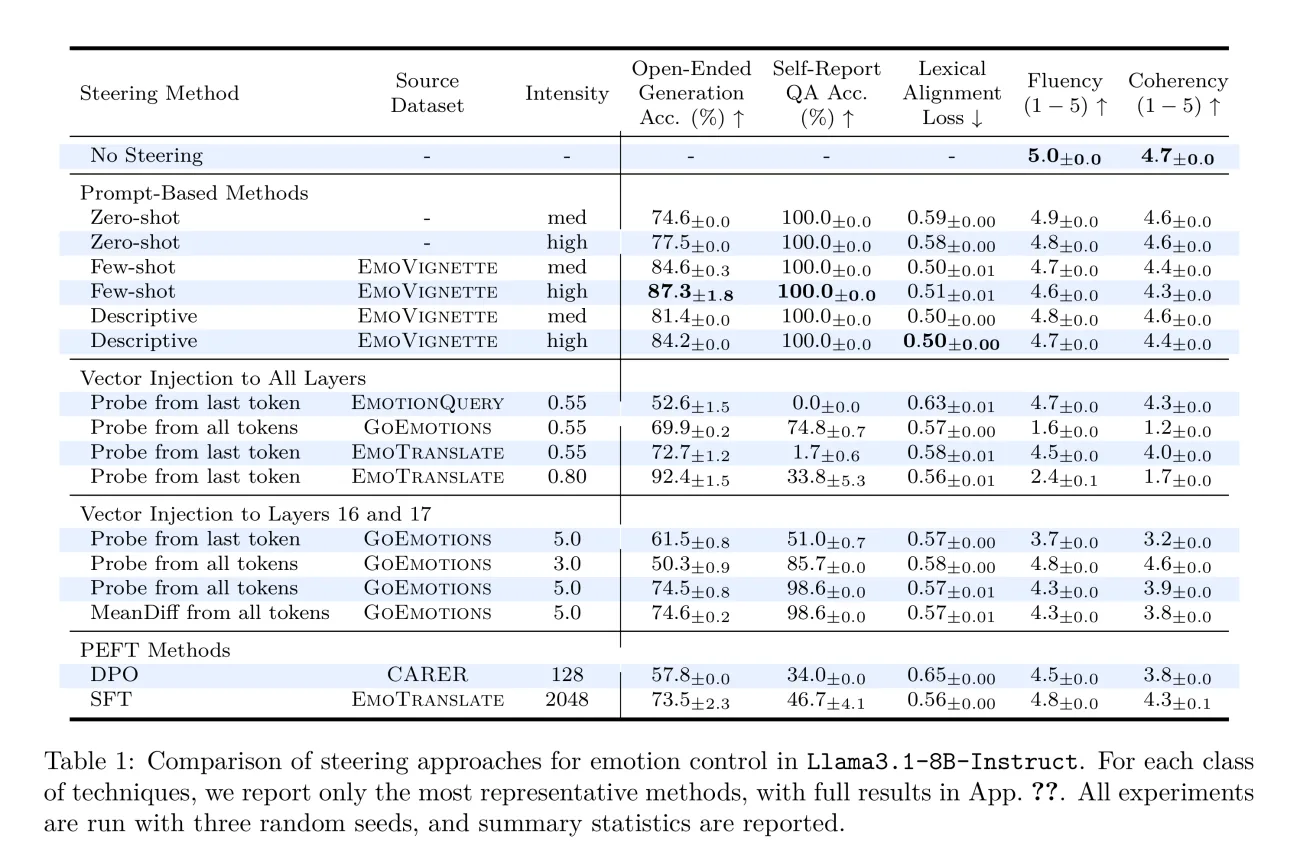 Steering Method Source Dataset Intensity Open-Ended Generation Acc. (%) ↑ Self-Report QA Acc. (%) ↑ Lexical Alignment Loss ↓ Fluency (1 − 5) ↑ Coherency (1 − 5) ↑
No Steering - - - - - 5.0±0.0 4.7±0.0
Prompt-Based Methods
Zero-shot - med 74.6±0.0 100.0±0.0 0.59±0.00 4.9±0.0 4.6±0.0
Zero-shot - high 77.5±0.0 100.0±0.0 0.58±0.00 4.8±0.0 4.6±0.0
Few-shot EmoVignette med 84.6±0.3 100.0±0.0 0.50±0.01 4.7±0.0 4.4±0.0
Few-shot EmoVignette high 87.3±1.8 100.0±0.0 0.51±0.01 4.6±0.0 4.3±0.0
Descriptive EmoVignette med 81.4±0.0 100.0±0.0 0.50±0.00 4.8±0.0 4.6±0.0
Descriptive EmoVignette high 84.2±0.0 100.0±0.0 0.50±0.00 4.7±0.0 4.4±0.0
Vector Injection to All Layers
Probe from last token EmotionQuery 0.55 52.6±1.5 0.0±0.0 0.63±0.01 4.7±0.0 4.3±0.0
Probe from all tokens GoEmotions 0.55 69.9±0.2 74.8±0.7 0.57±0.00 1.6±0.0 1.2±0.0
Probe from last token EmoTranslate 0.55 72.7±1.2 1.7±0.6 0.58±0.01 4.5±0.0 4.0±0.0
Probe from last token EmoTranslate 0.80 92.4±1.5 33.8±5.3 0.56±0.01 2.4±0.1 1.7±0.0
Vector Injection to Layers 16 and 17
Probe from last token GoEmotions 5.0 61.5±0.8 51.0±0.7 0.57±0.00 3.7±0.0 3.2±0.0
Probe from all tokens GoEmotions 3.0 50.3±0.9 85.7±0.0 0.58±0.00 4.8±0.0 4.6±0.0
Probe from all tokens GoEmotions 5.0 74.5±0.8 98.6±0.0 0.57±0.01 4.3±0.0 3.9±0.0
MeanDiff from all tokens GoEmotions 5.0 74.6±0.2 98.6±0.0 0.57±0.01 4.3±0.0 3.8±0.0
PEFT Methods
DPO CARER 128 57.8±0.0 34.0±0.0 0.65±0.00 4.5±0.0 3.8±0.0
SFT EmoTranslate 2048 73.5±2.3 46.7±4.1 0.56±0.00 4.8±0.0 4.3±0.1
Table 1: Comparison of steering approaches for emotion control in Llama3.1-8B-Instruct. For each class
of techniques, we report only the most representative methods, with full results in App. ??. All experiments
are run with three random seeds, and summary statistics are reported.